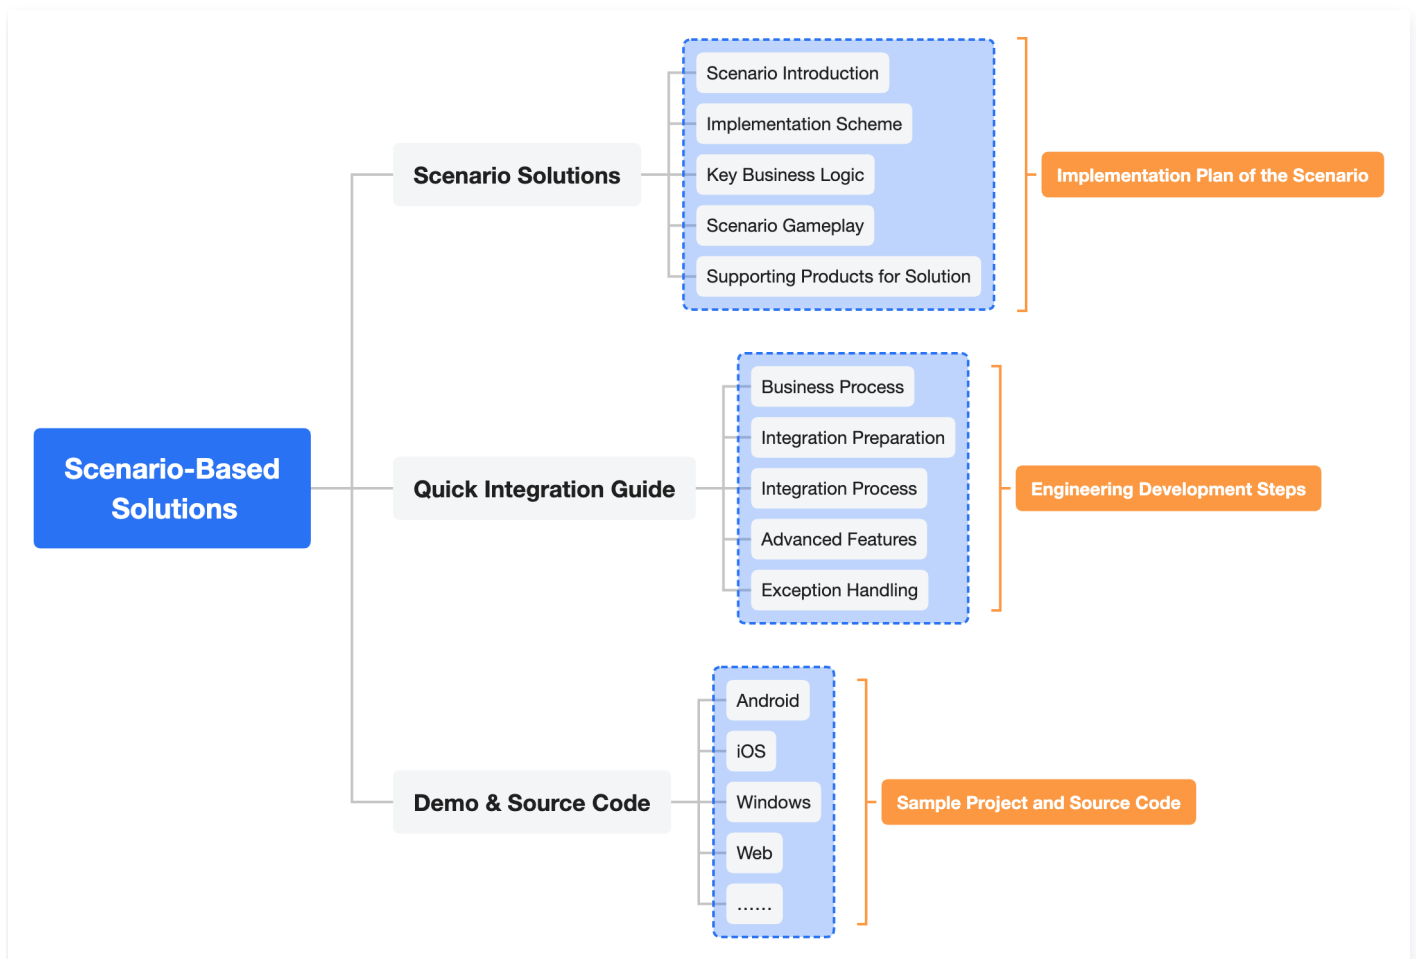 Scenario Introduction
Implementation Scheme
Scenario Solutions
Key Business Logic
Implementation Plan of the Scenario
Scenario Gameplay
Supporting Products for Solution
Business Process
Integration Preparation
Scenario-Based
Solutions
Quick Integration Guide
Integration Process
Engineering Development Steps
Advanced Features
Exception Handling
Android
iOS
Demo & Source Code
Windows
Sample Project and Source Code
Web
......